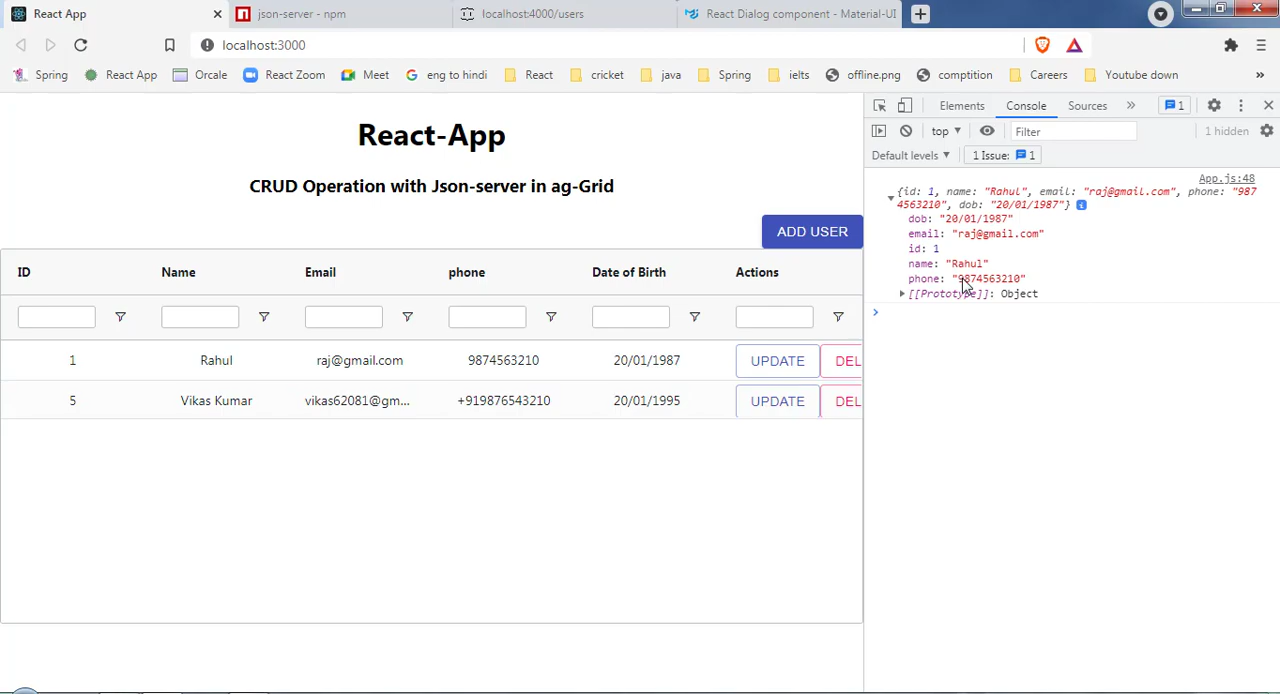 React App
json-server - npm
localhost:4000/users
React Dialog component - Material-UI
localhost:3000
Spring
React App
Orcale
React Zoom
Meet
eng to hindi
React
cricket
java
Spring
ielts
offline.png
comptition
Careers
Youtube down
»
React-App
CRUD Operation with Json-server in ag-Grid
ADD USER
ID Name Email phone Date of Birth Actions
1 Rahul raj@gmail.com 9874563210 20/01/1987 UPDATE DEL
5 Vikas Kumar vikas62081@gm... +919876543210 20/01/1995 UPDATE DEL
Elements Console Sources » 1
top Filter 1 hidden
Default levels 1 Issue: 1
App.js:48
{id: 1, name: "Rahul", email: "raj@gmail.com", phone: "987
4563210", dob: "20/01/1987"}
dob: "20/01/1987"
email: "raj@gmail.com"
id: 1
name: "Rahul"
phone: "9874563210"
[[Prototype]]: Object